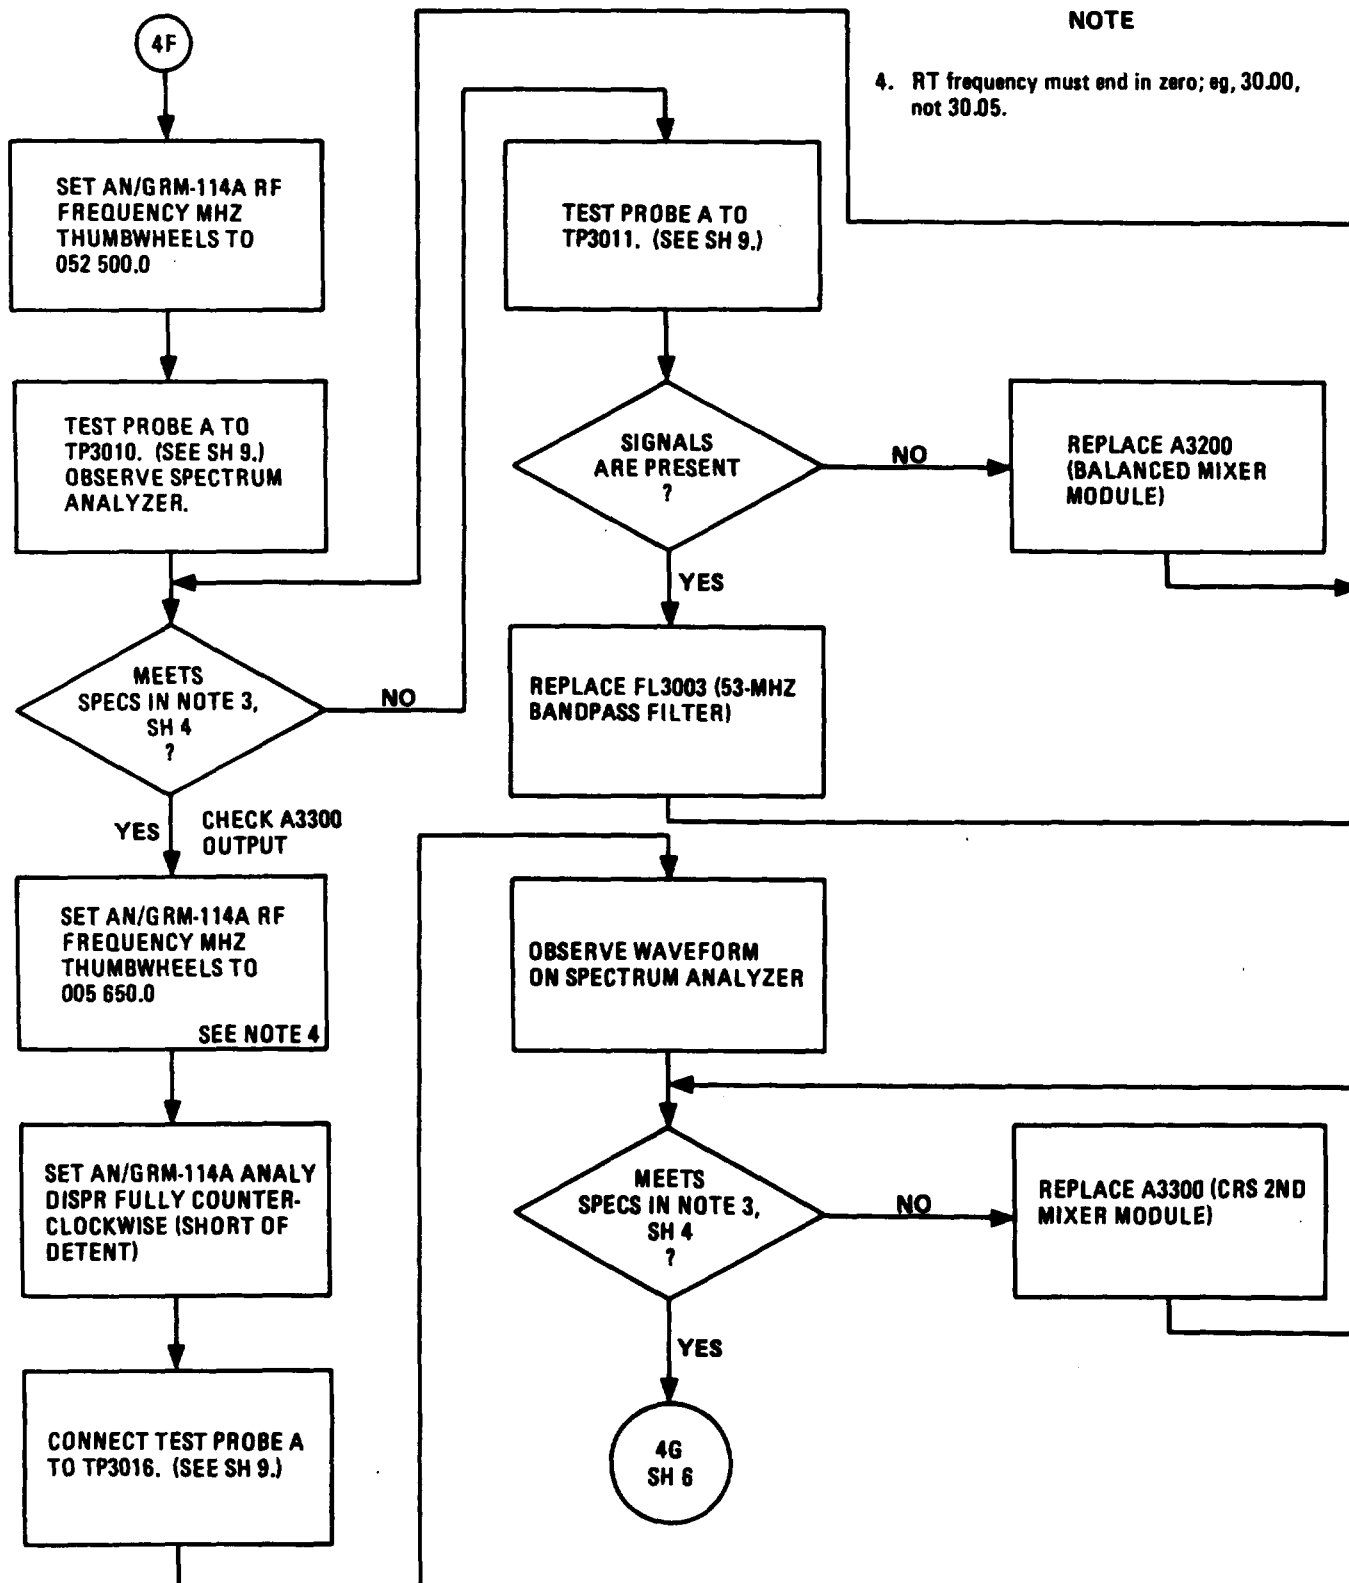 4F
SET AN/GRM-114A RF
FREQUENCY MHZ
THUMBWHEELS TO
052 500.0
TEST PROBE A TO
TP3010. (SEE SH 9.)
OBSERVE SPECTRUM
ANALYZER.
MEETS
SPECS IN NOTE 3,
SH 4
?
NO
YES
CHECK A3300
OUTPUT
SET AN/GRM-114A RF
FREQUENCY MHZ
THUMBWHEELS TO
005 650.0
SEE NOTE 4
SET AN/GRM-114A ANALY
DISPR FULLY COUNTER-
CLOCKWISE (SHORT OF
DETENT)
CONNECT TEST PROBE A
TO TP3016. (SEE SH 9.)
TEST PROBE A TO
TP3011. (SEE SH 9.)
SIGNALS
ARE PRESENT
?
NO
YES
REPLACE FL3003 (53-MHZ
BANDPASS FILTER)
OBSERVE WAVEFORM
ON SPECTRUM ANALYZER
MEETS
SPECS IN NOTE 3,
SH 4
?
NO
YES
4G
SH 6
NOTE
4. RT frequency must end in zero; eg, 30.00,
not 30.05.
REPLACE A3200
(BALANCED MIXER
MODULE)
REPLACE A3300 (CRS 2ND
MIXER MODULE)